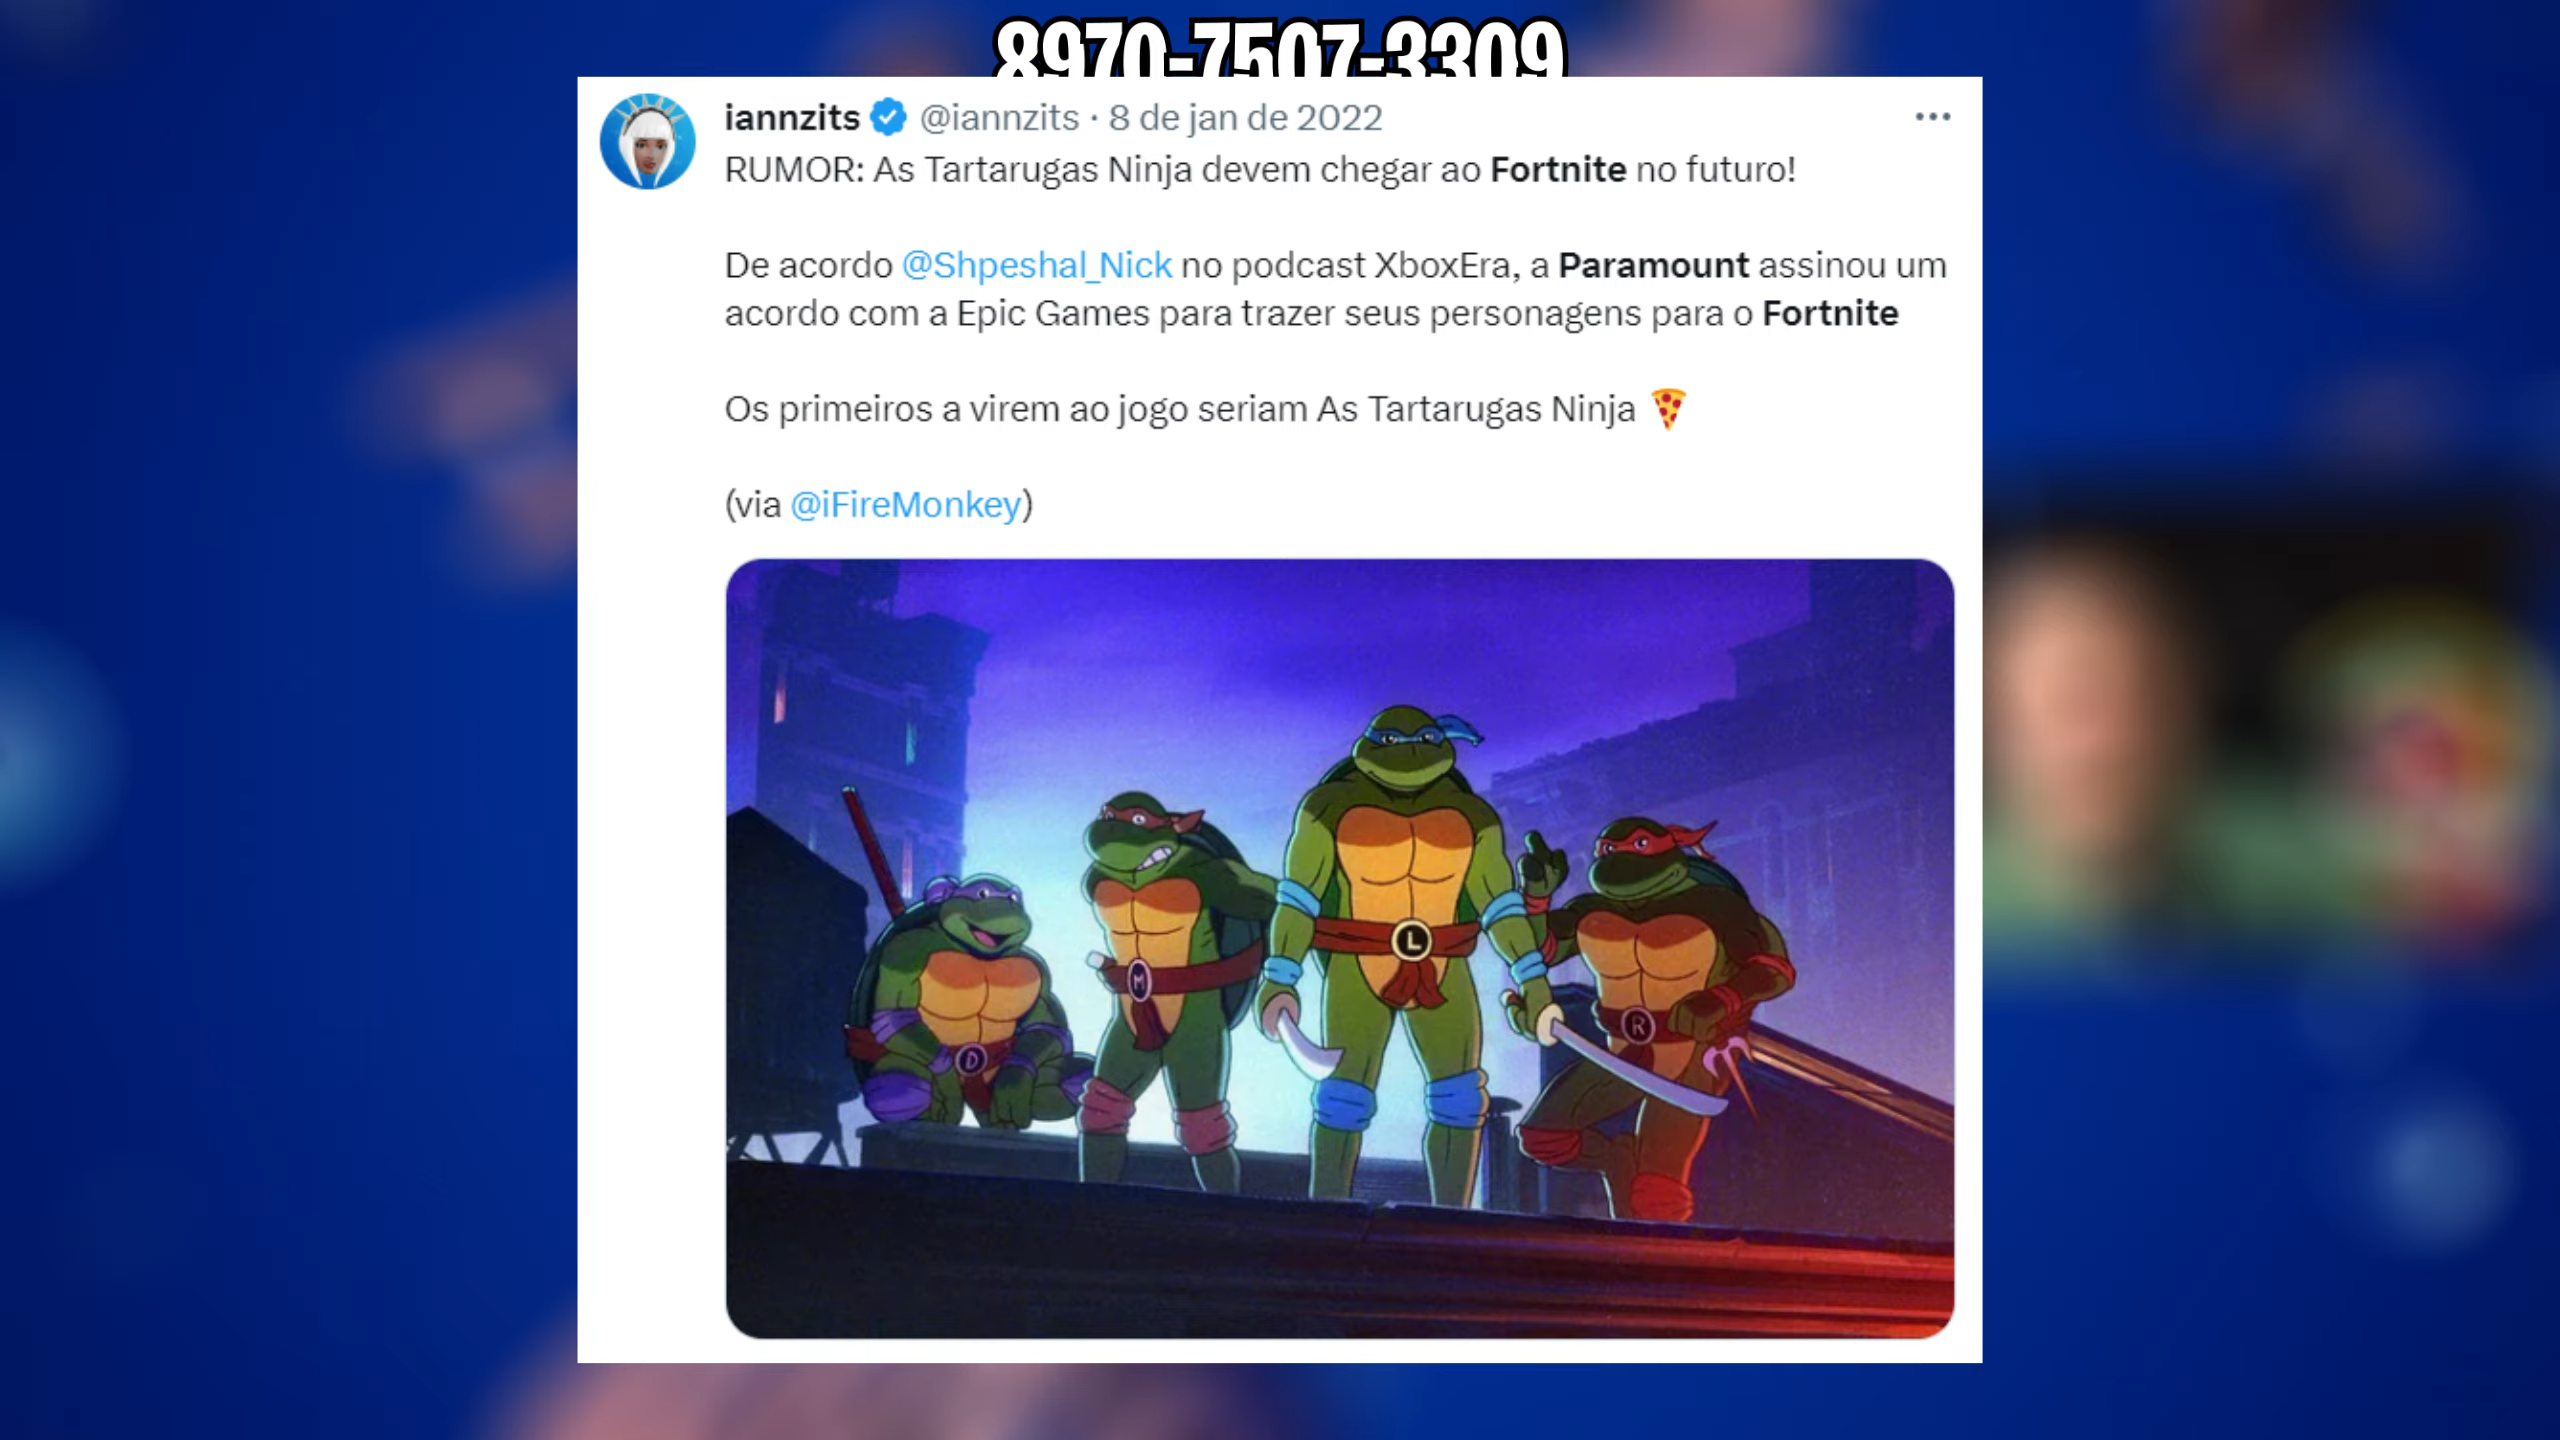 8970-7507-3309
iannzits @iannzits · 8 de jan de 2022
RUMOR: As Tartarugas Ninja devem chegar ao Fortnite no futuro!
De acordo @Shpeshal_Nick no podcast XboxEra, a Paramount assinou um
acordo com a Epic Games para trazer seus personagens para o Fortnite
Os primeiros a virem ao jogo seriam As Tartarugas Ninja 🍕
(via @iFireMonkey)
D
M
L
R